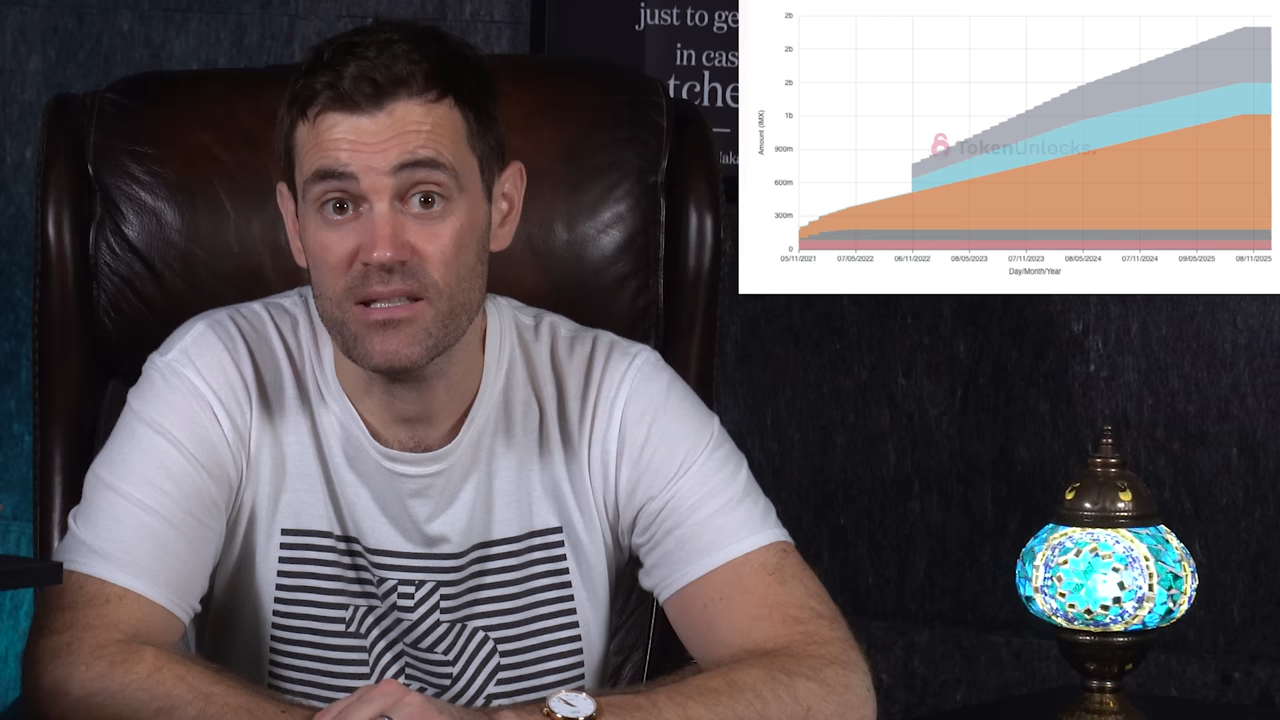 just to ge
in cas
tche
—
2b
2b
2b
1b
900m
600m
300m
0
Amount (IMX)
TokenUnlocks.
05/11/2021 07/05/2022 06/11/2022 08/05/2023 07/11/2023 08/05/2024 07/11/2024 09/05/2025 08/11/2025
Day/Month/Year